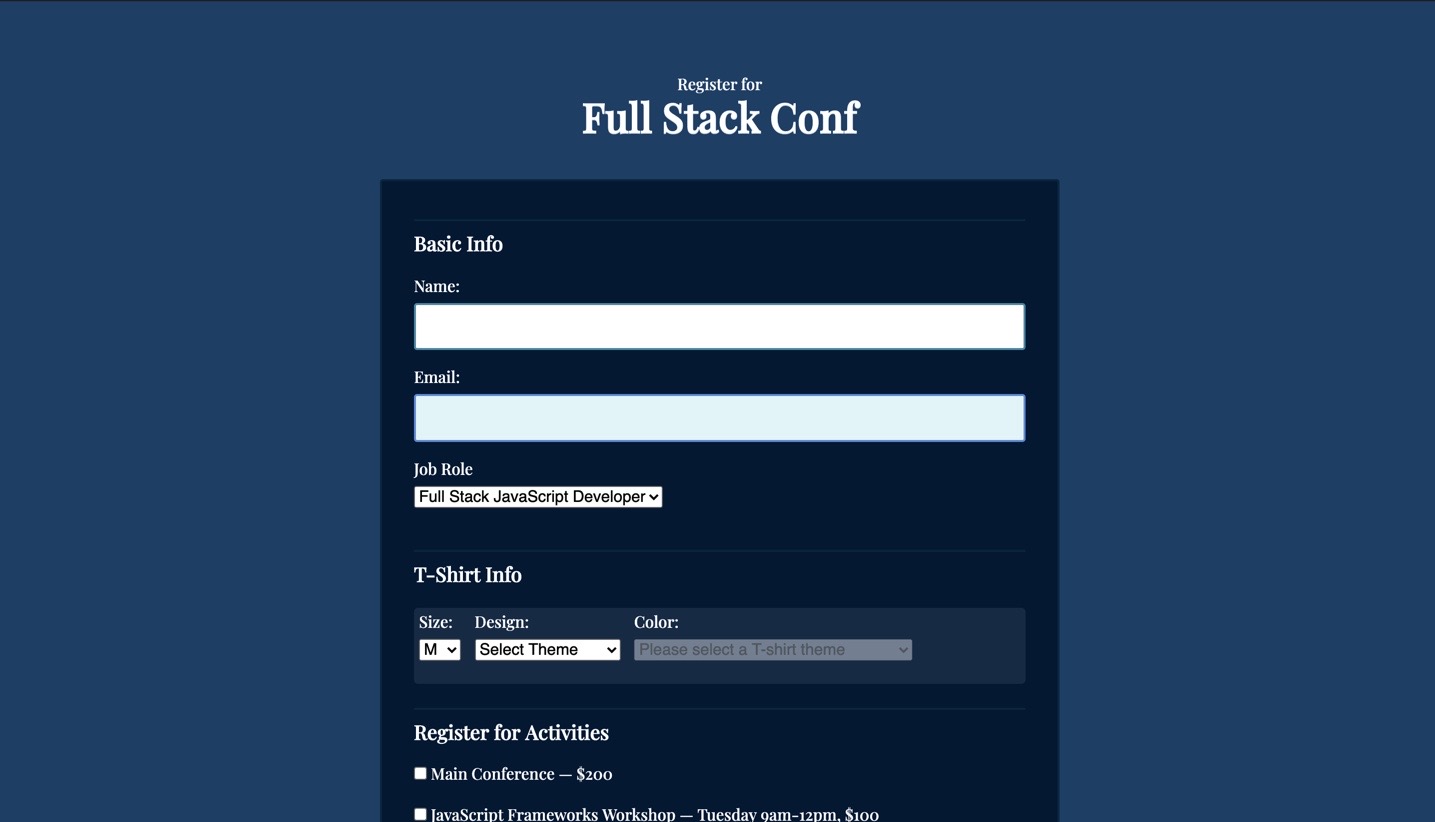 Register for
Full Stack Conf
Basic Info
Name:
Email:
Job Role
Full Stack JavaScript Developer
T-Shirt Info
Size: Design: Color:
M Select Theme Please select a T-shirt theme
Register for Activities
Main Conference — $200
JavaScript Frameworks Workshop — Tuesday 9am-12pm, $100